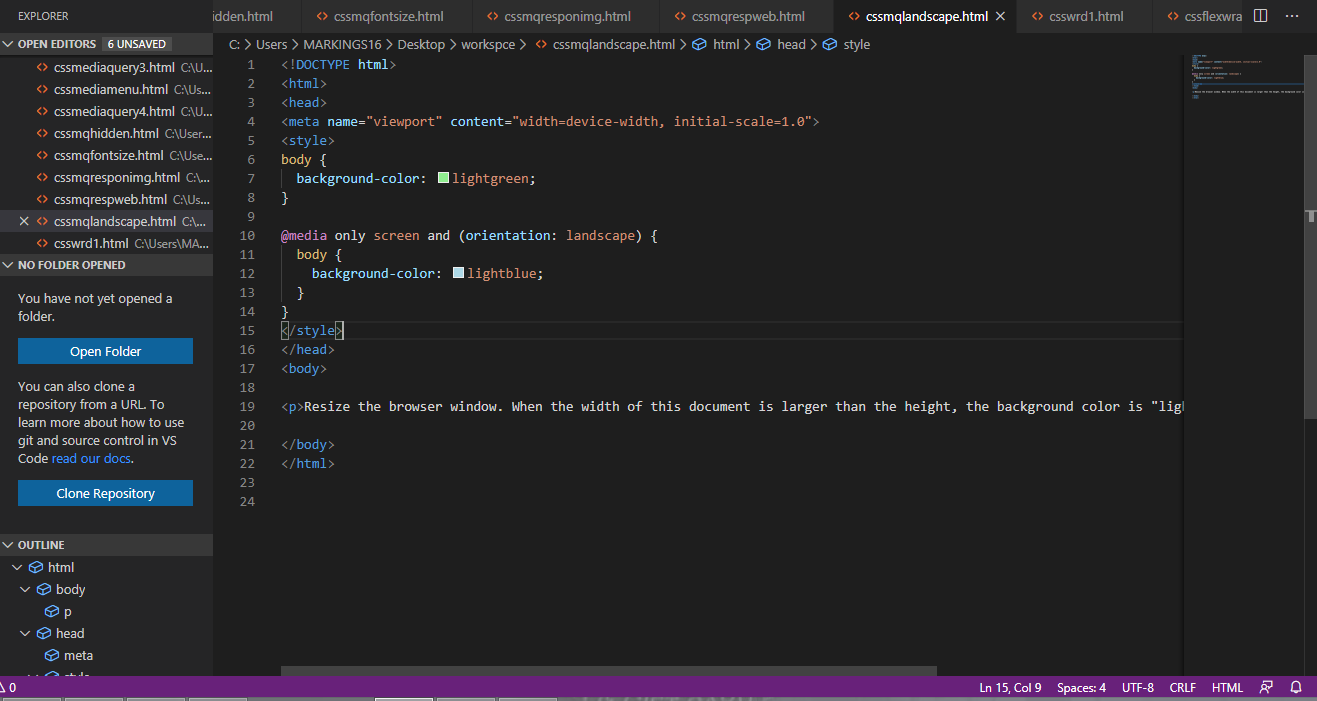 EXPLORER
idden.html
cssmqfontsize.html
cssmqresponimg.html
cssmqrespweb.html
cssmqlandscape.html
csswrd1.html
cssflexwra
OPEN EDITORS 6 UNSAVED
C: > Users > MARKINGS16 > Desktop > workspce > cssmqlandscape.html > html > head > style
cssmediaquery3.html C:\U...
cssmediamenu.html C:\Us...
cssmediaquery4.html C:\U...
cssmqhidden.html C:\User...
cssmqfontsize.html C:\Use...
cssmqresponimg.html C:\...
cssmqrespweb.html C:\Us...
cssmqlandscape.html C:\...
csswrd1.html C:\Users\MA...
NO FOLDER OPENED
You have not yet opened a
folder.
Open Folder
You can also clone a
repository from a URL. To
learn more about how to use
git and source control in VS
Code read our docs.
Clone Repository
OUTLINE
html
body
p
head
meta
style
1 <!DOCTYPE html>
2 <html>
3 <head>
4 <meta name="viewport" content="width=device-width, initial-scale=1.0">
5 <style>
6 body {
7 background-color: lightgreen;
8 }
9
10 @media only screen and (orientation: landscape) {
11 body {
12 background-color: lightblue;
13 }
14 }
15 </style>
16 </head>
17 <body>
18
19 <p>Resize the browser window. When the width of this document is larger than the height, the background color is "lig
20
21 </body>
22 </html>
23
24
0
Ln 15, Col 9
Spaces: 4
UTF-8
CRLF
HTML